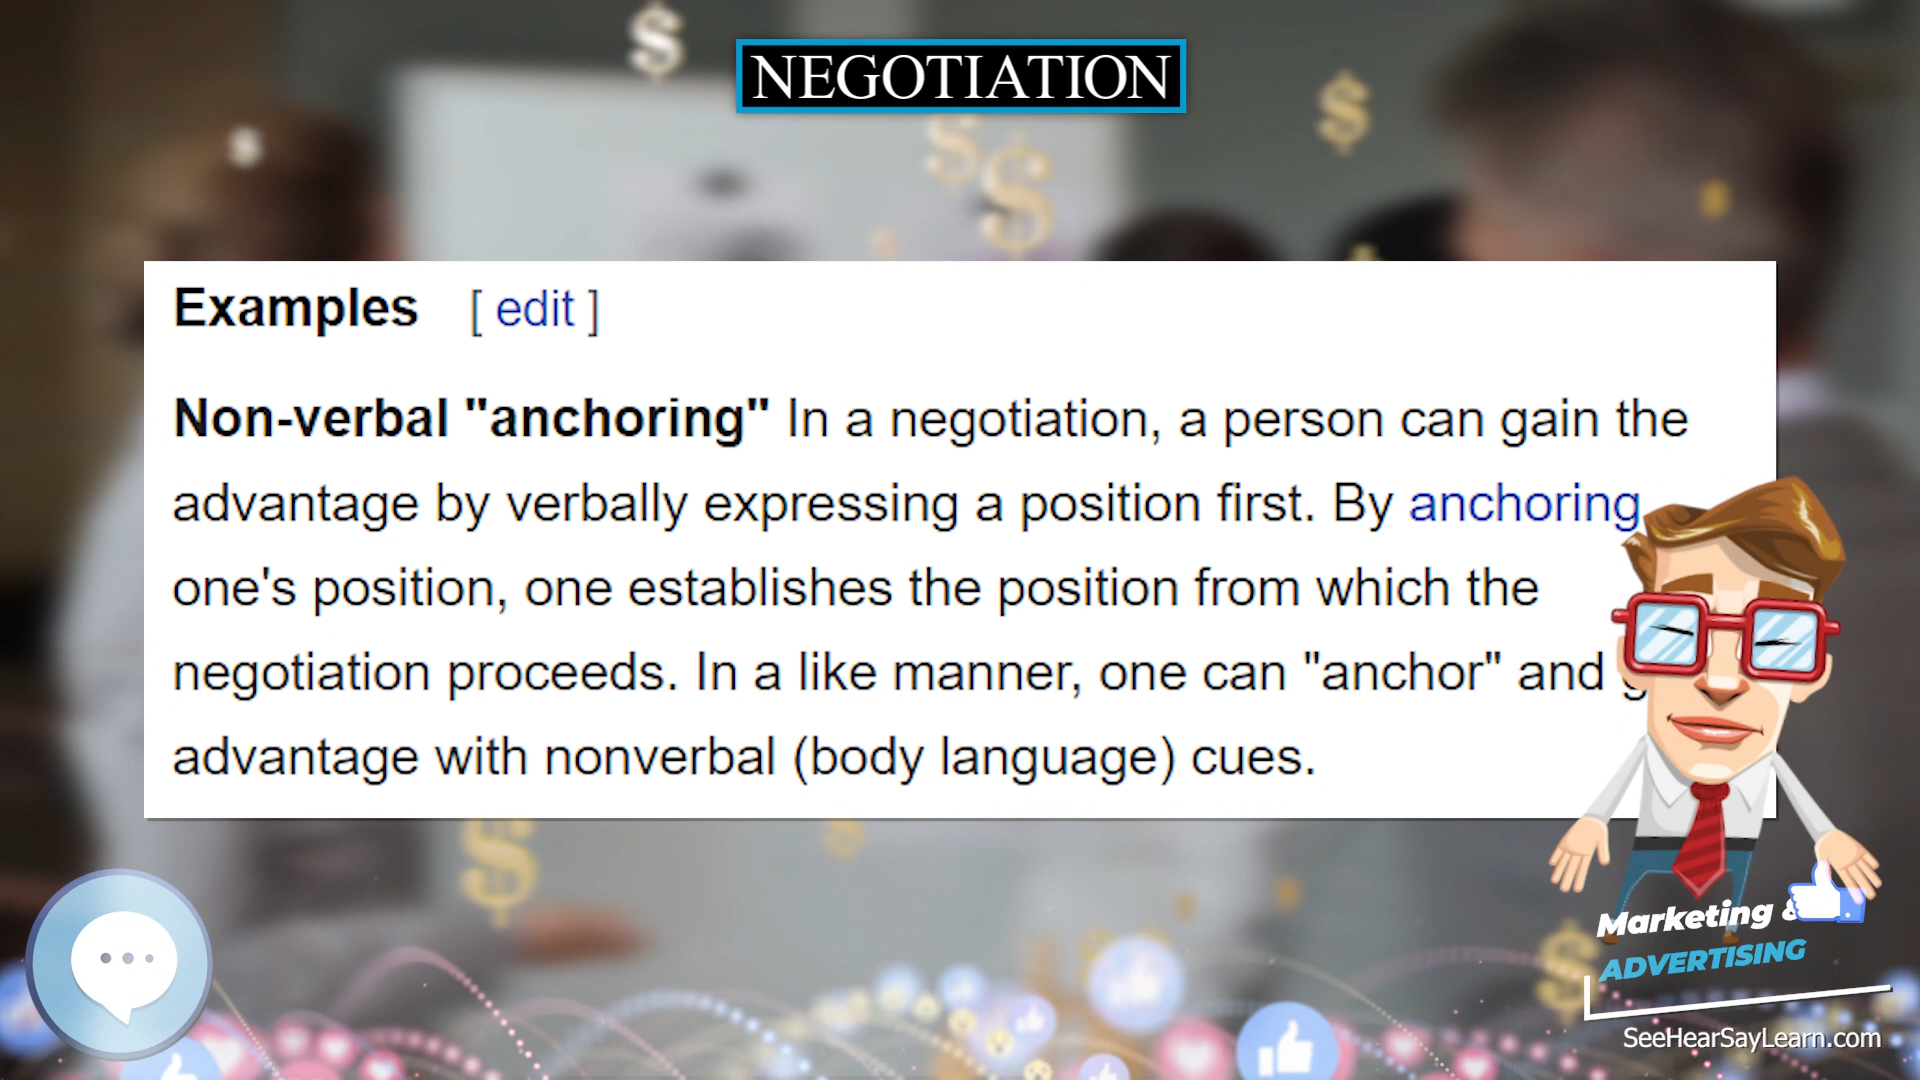 NEGOTIATION
Examples [ edit ]
Non-verbal "anchoring" In a negotiation, a person can gain the
advantage by verbally expressing a position first. By anchoring
one's position, one establishes the position from which the
negotiation proceeds. In a like manner, one can "anchor" and
advantage with nonverbal (body language) cues.
Marketing &
ADVERTISING
SeeHearSayLearn.com